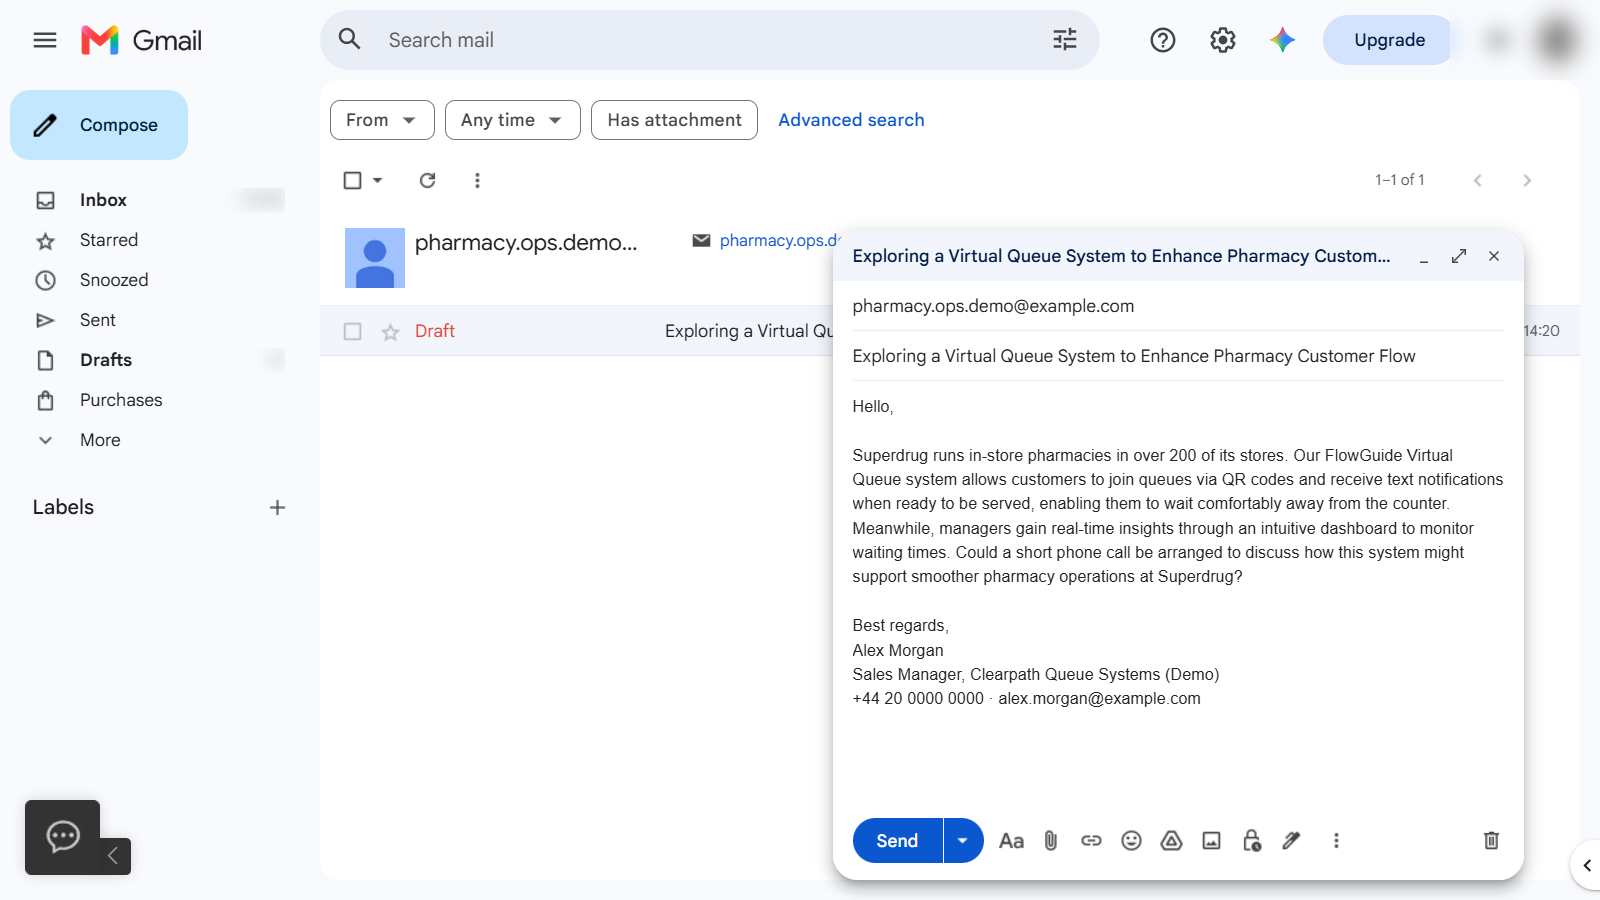 Gmail
Search mail
Upgrade
Compose
Inbox
Starred
Snoozed
Sent
Drafts
Purchases
More
Labels
From
Any time
Has attachment
Advanced search
1–1 of 1
pharmacy.ops.demo...
pharmacy.ops.de
Draft
Exploring a Virtual Qu
14:20
Exploring a Virtual Queue System to Enhance Pharmacy Custom...
pharmacy.ops.demo@example.com
Exploring a Virtual Queue System to Enhance Pharmacy Customer Flow
Hello,
Superdrug runs in-store pharmacies in over 200 of its stores. Our FlowGuide Virtual
Queue system allows customers to join queues via QR codes and receive text notifications
when ready to be served, enabling them to wait comfortably away from the counter.
Meanwhile, managers gain real-time insights through an intuitive dashboard to monitor
waiting times. Could a short phone call be arranged to discuss how this system might
support smoother pharmacy operations at Superdrug?
Best regards,
Alex Morgan
Sales Manager, Clearpath Queue Systems (Demo)
+44 20 0000 0000 · alex.morgan@example.com
Send
Aa